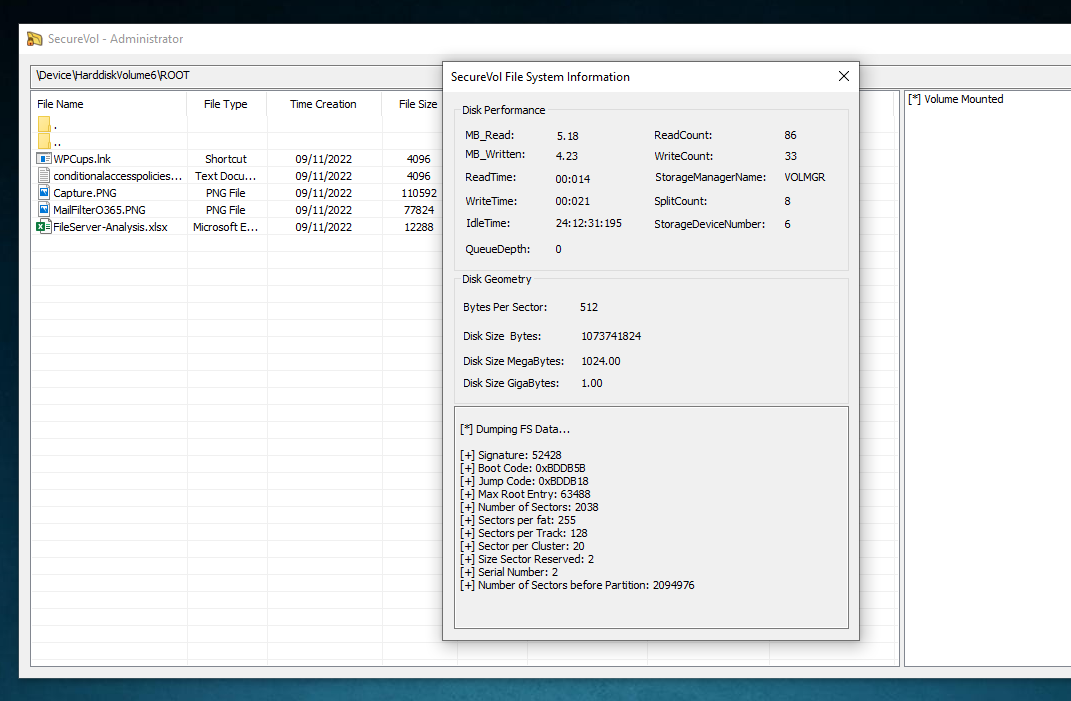 SecureVol - Administrator
\Device\HarddiskVolume6\ROOT
File Name File Type Time Creation File Size
.
..
WPCups.lnk Shortcut 09/11/2022 4096
conditionalaccesspolicies... Text Docu... 09/11/2022 4096
Capture.PNG PNG File 09/11/2022 110592
MailFilterO365.PNG PNG File 09/11/2022 77824
FileServer-Analysis.xlsx Microsoft E... 09/11/2022 12288
SecureVol File System Information
Disk Performance
MB_Read: 5.18 ReadCount: 86
MB_Written: 4.23 WriteCount: 33
ReadTime: 00:014 StorageManagerName: VOLMGR
WriteTime: 00:021 SplitCount: 8
IdleTime: 24:12:31:195 StorageDeviceNumber: 6
QueueDepth: 0
Disk Geometry
Bytes Per Sector: 512
Disk Size Bytes: 1073741824
Disk Size MegaBytes: 1024.00
Disk Size GigaBytes: 1.00
[*] Dumping FS Data...
[+] Signature: 52428
[+] Boot Code: 0xBDDB5B
[+] Jump Code: 0xBDDB18
[+] Max Root Entry: 63488
[+] Number of Sectors: 2038
[+] Sectors per fat: 255
[+] Sectors per Track: 128
[+] Sector per Cluster: 20
[+] Size Sector Reserved: 2
[+] Serial Number: 2
[+] Number of Sectors before Partition: 2094976
[*] Volume Mounted